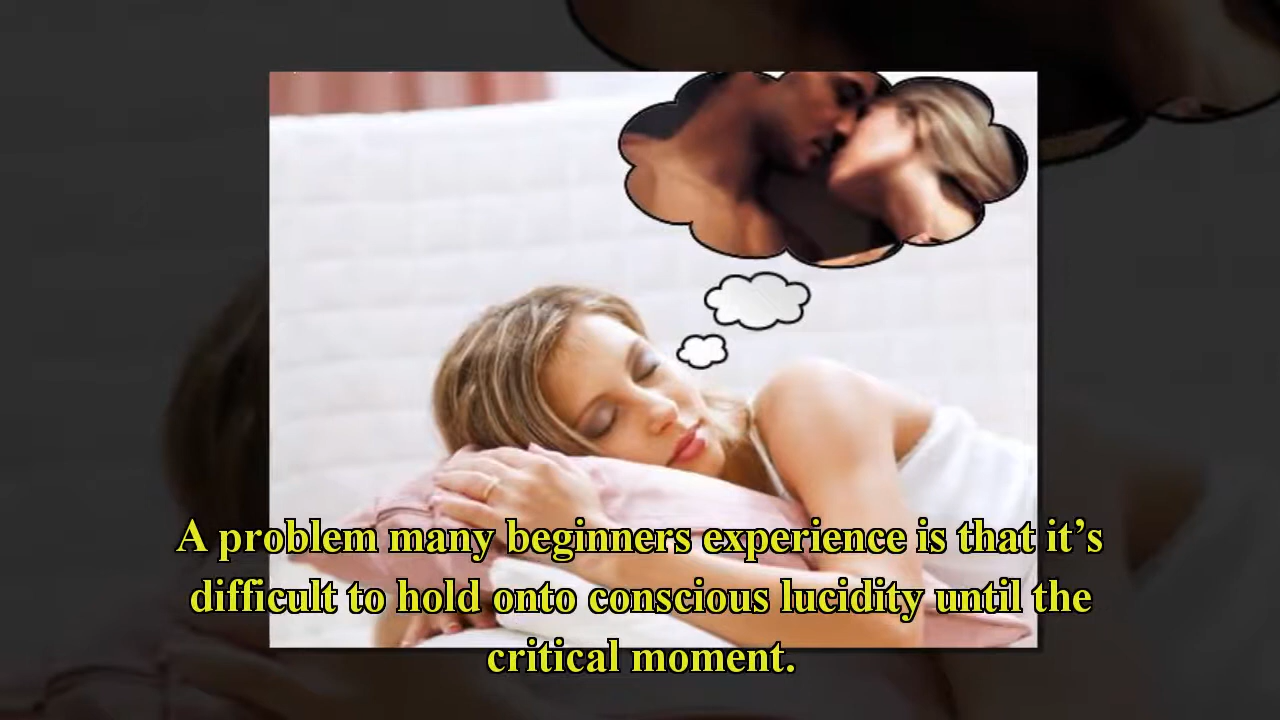 A problem many beginners experience is that it’s
difficult to hold onto conscious lucidity until the
critical moment.